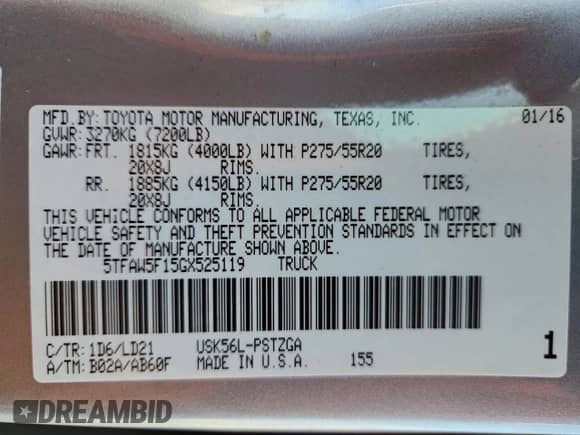 MFD.BY: TOYOTA MOTOR MANUFACTURING, TEXAS, INC. 01/16
GVWR: 3270KG (7200LB)
GAWR: FRT. 1815KG (4000LB) WITH P275/55R20 TIRES,
20X8J RIMS.
RR. 1885KG (4150LB) WITH P275/55R20 TIRES,
20X8J RIMS.
THIS VEHICLE CONFORMS TO ALL APPLICABLE FEDERAL MOTOR
VEHICLE SAFETY AND THEFT PREVENTION STANDARDS IN EFFECT ON
THE DATE OF MANUFACTURE SHOWN ABOVE.
5TFAW5F15GX525119 TRUCK
C/TR: 1D6/LD21 USK56L-PSTZGA
A/TM: B02A/AB60F MADE IN U.S.A. 155
1
DREAMBID